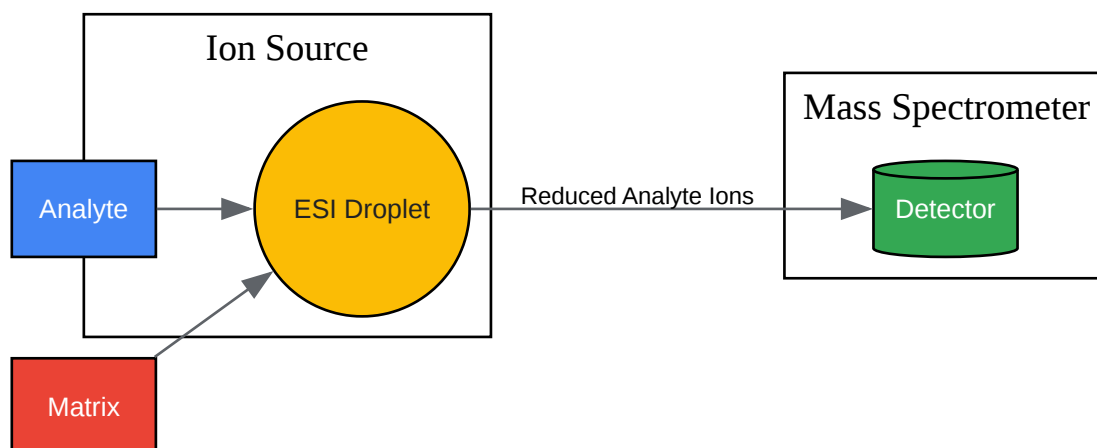 Ion Source
Mass Spectrometer
Analyte
ESI Droplet
Reduced Analyte Ions
Detector
Matrix